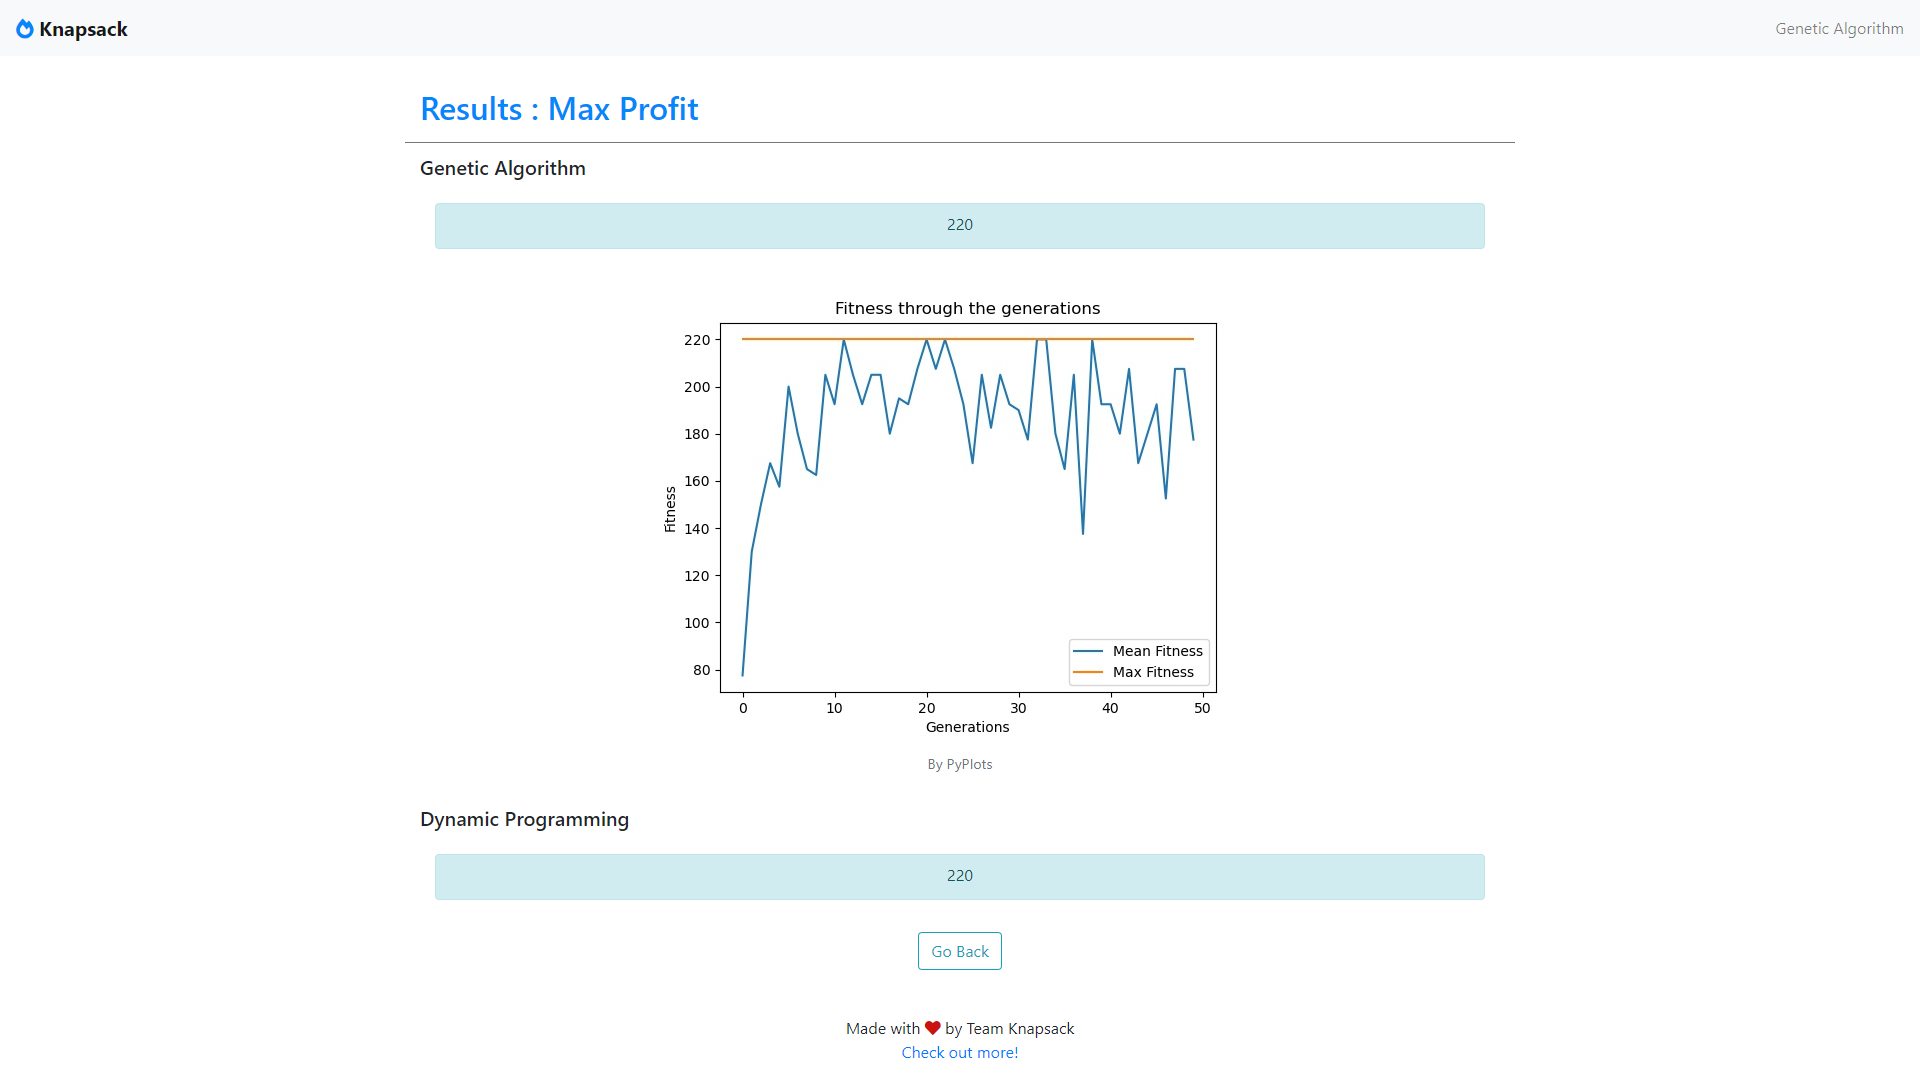 Knapsack
Genetic Algorithm
Results : Max Profit
Genetic Algorithm
220
Fitness through the generations
220
200
180
160
140
120
100
80
Fitness
Mean Fitness
Max Fitness
0 10 20 30 40 50
Generations
By PyPlots
Dynamic Programming
220
Go Back
Made with ❤ by Team Knapsack
Check out more!